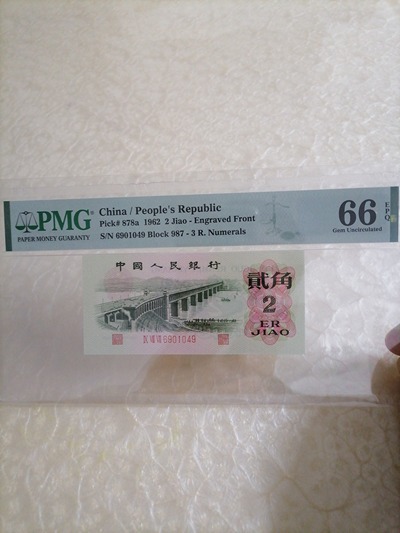 PMG
PAPER MONEY GUARANTY
China / People's Republic
Pick# 878a 1962 2 Jiao - Engraved Front
S/N 6901049 Block 987 - 3 R. Numerals
66 EPQ
Gem Uncirculated
中國人民銀行
貳角
2
ER
JIAO
6901049